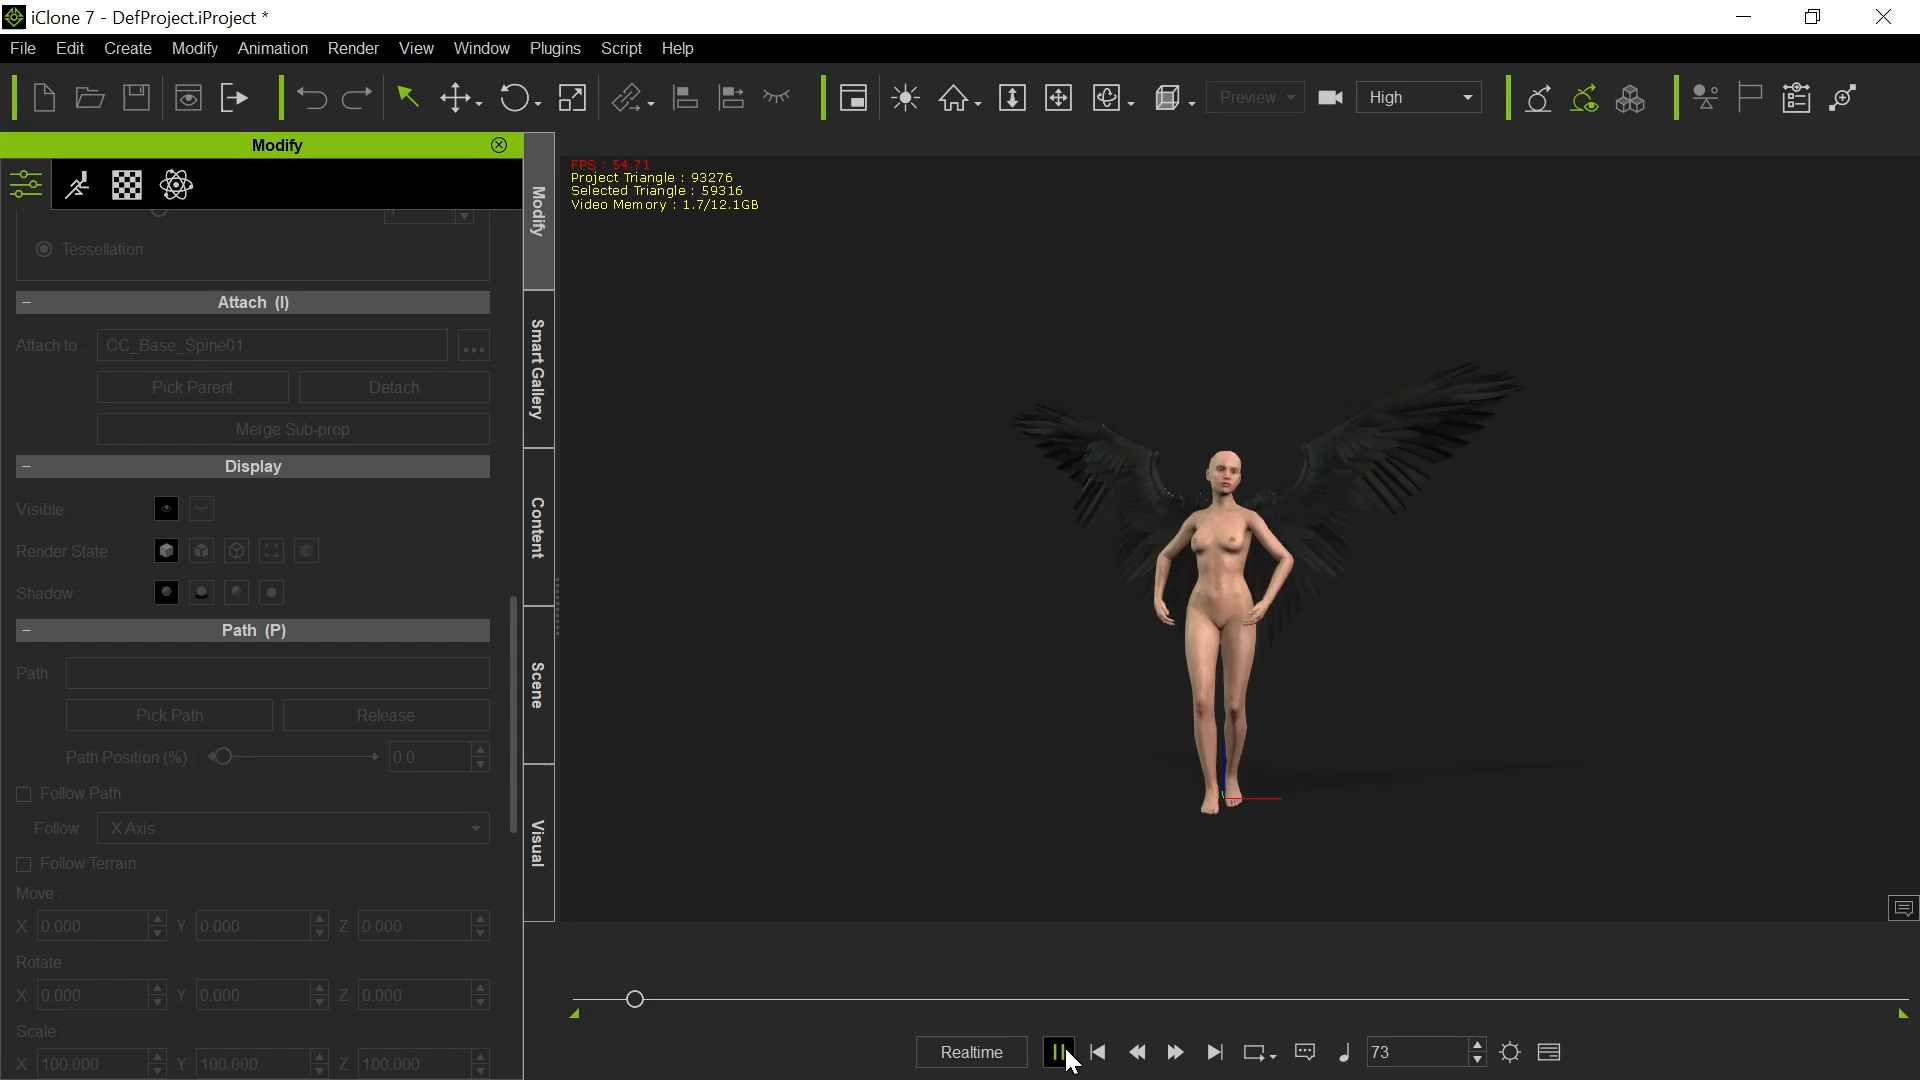 iClone 7 - DefProject.iProject *
File Edit Create Modify Animation Render View Window Plugins Script Help
Preview High
Modify
FPS : 54.71
Project Triangle : 93276
Selected Triangle : 59316
Video Memory : 1.7/12.1GB
Tessellation
Attach (I)
Attach to : CC_Base_Spine01 ...
Pick Parent Detach
Merge Sub-prop
Display
Visible :
Render State :
Shadow :
Path (P)
Path :
Pick Path Release
Path Position (%) : 0.0
Follow Path
Follow : X Axis
Follow Terrain
Move :
X 0.000 Y 0.000 Z 0.000
Rotate :
X 0.000 Y 0.000 Z 0.000
Scale :
X 100.000 Y 100.000 Z 100.000
Modify
Smart Gallery
Content
Scene
Visual
Realtime 73